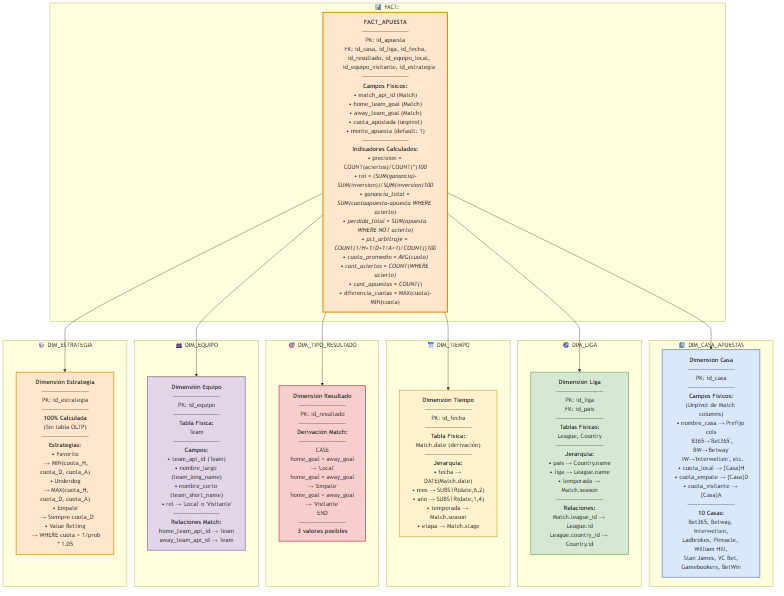 FACT:
FACT_APUESTA
PK: id_apuesta
FK: id_casa, id_liga, id_fecha,
id_resultado, id_equipo_local,
id_equipo_visitante, id_estrategia
Campos Físicos:
• match_api_id (Match)
• home_team_goal (Match)
• away_team_goal (Match)
• cuota_apostada (unpivot)
• monto_apuesta (default: 1)
Indicadores Calculados:
• precision =
COUNT(aciertos)/COUNT(*)100
• roi = (SUM(ganancia)-
SUM(inversion))/SUM(inversion)100
• ganancia_total =
SUM(cuotaapuesta-apuesta WHERE
acierto)
• perdida_total = SUM(apuesta
WHERE NOT acierto)
• pct_arbitraje =
COUNT(1/H+1/D+1/A<1)/COUNT()100
• cuota_promedio = AVG(cuota)
• cant_aciertos = COUNT(WHERE
acierto)
• cant_apuestas = COUNT()
• diferencia_cuotas = MAX(cuota)-
MIN(cuota)
DIM_ESTRATEGIA
Dimensión Estrategia
PK: id_estrategia
100% Calculada
(Sin tabla OLTP)
Estrategias:
• Favorito
→ MIN(cuota_H,
cuota_D, cuota_A)
• Underdog
→ MAX(cuota_H,
cuota_D, cuota_A)
• Empate
→ Siempre cuota_D
• Value Betting
→ WHERE cuota > 1/prob
* 1.05
DIM_EQUIPO
Dimensión Equipo
PK: id_equipo
Tabla Física:
Team
Campos:
• team_api_id (Team)
• nombre_largo
(team_long_name)
• nombre_corto
(team_short_name)
• rol → 'Local' o 'Visitante'
Relaciones Match:
home_team_api_id → Team
away_team_api_id → Team
DIM_TIPO_RESULTADO
Dimensión Resultado
PK: id_resultado
Derivación Match:
CASE
home_goal > away_goal
→ 'Local'
home_goal = away_goal
→ 'Empate'
home_goal < away_goal
→ 'Visitante'
END
3 valores posibles
DIM_TIEMPO
Dimensión Tiempo
PK: id_fecha
Tabla Física:
Match.date (derivación)
Jerarquía:
• fecha →
DATE(Match.date)
• mes → SUBSTR(date,6,2)
• año → SUBSTR(date,1,4)
• temporada →
Match.season
• etapa → Match.stage
DIM_LIGA
Dimensión Liga
PK: id_liga
FK: id_pais
Tablas Físicas:
League, Country
Jerarquía:
• pais → Country.name
• liga → League.name
• temporada →
Match.season
Relaciones:
Match.league_id →
League.id
League.country_id →
Country.id
DIM_CASA_APUESTAS
Dimensión Casa
PK: id_casa
Campos Físicos:
(Unpivot de Match
columns)
• nombre_casa → Prefijo
cols
'B365→Bet365',
'BW→Betway'
'IW→Interwetten', etc.
• cuota_local → [Casa]H
• cuota_empate → [Casa]D
• cuota_visitante →
[Casa]A
10 Casas:
Bet365, Betway,
Interwetten,
Ladbrokes, Pinnacle,
William Hill,
Stan James, VC Bet,
Gamebookers, BetWin